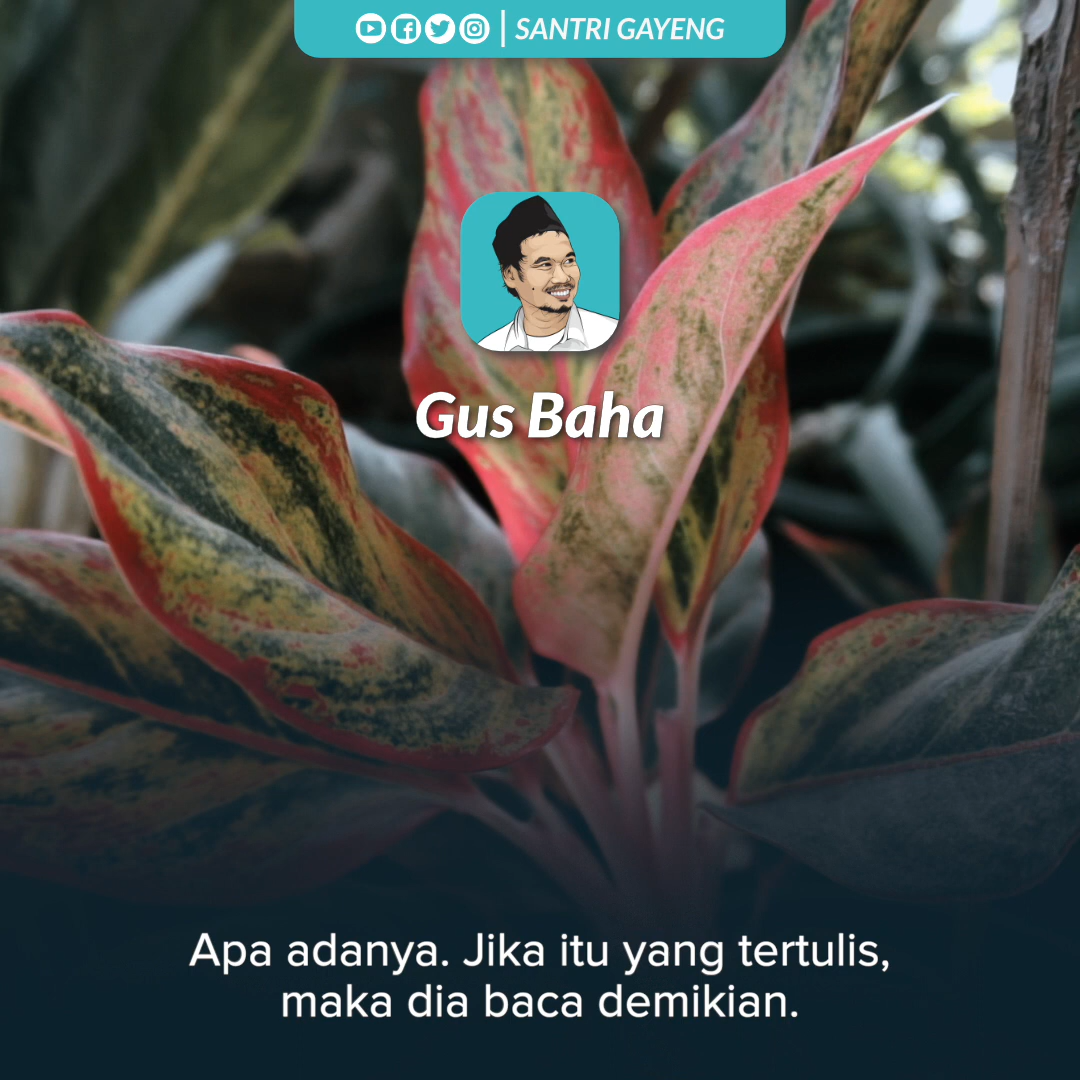 SANTRI GAYENG
Gus Baha
Apa adanya. Jika itu yang tertulis,
maka dia baca demikian.